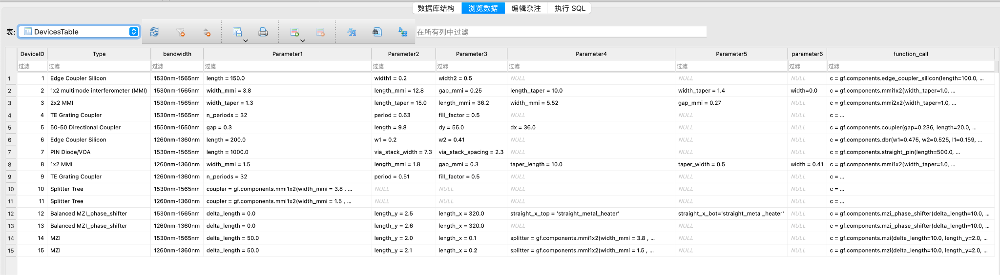 数据库结构 浏览数据 编辑杂注 执行 SQL
表: DevicesTable 在所有列中过滤
DeviceID Type bandwidth Parameter1 Parameter2 Parameter3 Parameter4 Parameter5 parameter6 function_call
过滤 过滤 过滤 过滤 过滤 过滤 过滤 过滤 过滤 过滤
1 1 Edge Coupler Silicon 1530nm-1565nm length = 150.0 width1 = 0.2 width2 = 0.5 NULL NULL NULL c = gf.components.edge_coupler_silicon(length=100.0, ...
2 2 1x2 multimode interferometer (MMI) 1530nm-1565nm width_mmi = 3.8 length_mmi = 12.8 gap_mmi = 0.25 length_taper = 10.0 width_taper = 1.4 width=0.0 c = gf.components.mmi1x2(width_taper=1.0, ...
3 3 2x2 MMI 1530nm-1565nm width_taper = 1.3 length_taper = 15.0 length_mmi = 36.2 width_mmi = 5.52 gap_mmi = 0.27 NULL c = gf.components.mmi2x2(width_taper=1.0, ...
4 4 TE Grating Coupler 1530nm-1565nm n_periods = 32 period = 0.63 fill_factor = 0.5 NULL NULL NULL c = ...
5 5 50-50 Directional Coupler 1550nm-1550nm gap = 0.3 length = 9.8 dy = 55.0 dx = 36.0 NULL NULL c = gf.components.coupler(gap=0.236, length=20.0, ...
6 6 Edge Coupler Silicon 1260nm-1360nm length = 200.0 w1 = 0.2 w2 = 0.41 NULL NULL NULL c = gf.components.dbr(w1=0.475, w2=0.525, l1=0.159, ...
7 7 PIN Diode/VOA 1530nm-1565nm length = 1000.0 via_stack_width = 7.3 via_stack_spacing = 2.3 NULL NULL NULL c = gf.components.straight_pin(length=500.0, ...
8 8 1x2 MMI 1260nm-1360nm width_mmi = 1.5 length_mmi = 1.8 gap_mmi = 0.3 taper_length = 10.0 taper_width = 0.5 width = 0.41 c = gf.components.mmi1x2(width_taper=1.0, ...
9 9 TE Grating Coupler 1260nm-1360nm n_periods = 32 period = 0.51 fill_factor = 0.5 NULL NULL NULL c = ...
10 10 Splitter Tree 1530nm-1565nm coupler = gf.components.mmi1x2(width_mmi = 3.8 , ... NULL NULL NULL NULL NULL c = ...
11 11 Splitter Tree 1260nm-1360nm coupler = gf.components.mmi1x2(width_mmi = 1.5 , ... NULL NULL NULL NULL NULL c = ...
12 12 Balanced MZI_phase_shifter 1530nm-1565nm delta_length = 0.0 length_y = 2.5 length_x = 320.0 straight_x_top = 'straight_metal_heater' straight_x_bot='straight_metal_heater' NULL c = gf.components.mzi_phase_shifter(delta_length=10.0, ...
13 13 Balanced MZI_phase_shifter 1260nm-1360nm delta_length = 0.0 length_y = 2.6 length_x = 320.0 NULL NULL NULL c = gf.components.mzi_phase_shifter(delta_length=10.0, ...
14 14 MZI 1530nm-1565nm delta_length = 50.0 length_y = 2.0 length_x = 0.1 splitter = gf.components.mmi1x2(width_mmi = 3.8 , ... NULL NULL c = gf.components.mzi(delta_length=10.0, length_y=2.0, ...
15 15 MZI 1260nm-1360nm delta_length = 50.0 length_y = 2.1 length_x = 0.2 splitter = gf.components.mmi1x2(width_mmi = 1.5 , ... NULL NULL c = gf.components.mzi(delta_length=10.0, length_y=2.0, ...